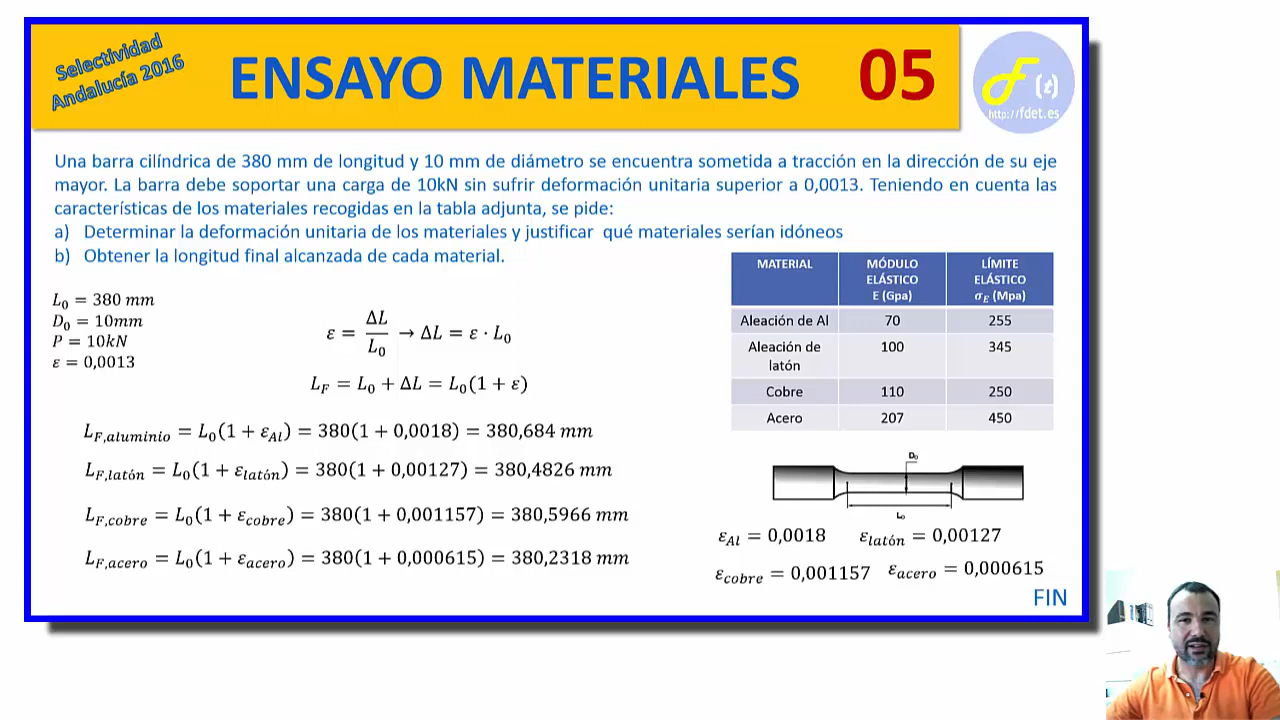 Selectividad
Andalucía 2016
ENSAYO MATERIALES
05
F (t)
http://fdet.es
Una barra cilíndrica de 380 mm de longitud y 10 mm de diámetro se encuentra sometida a tracción en la dirección de su eje
mayor. La barra debe soportar una carga de 10kN sin sufrir deformación unitaria superior a 0,0013. Teniendo en cuenta las
características de los materiales recogidas en la tabla adjunta, se pide:
a) Determinar la deformación unitaria de los materiales y justificar qué materiales serían idóneos
b) Obtener la longitud final alcanzada de cada material.
L₀ = 380 mm
D₀ = 10mm
P = 10kN
ε = 0,0013
ε = ΔL/L₀ → ΔL = ε · L₀
L_F = L₀ + ΔL = L₀(1 + ε)
L_F,aluminio = L₀(1 + ε_Al) = 380(1 + 0,0018) = 380,684 mm
L_F,latón = L₀(1 + ε_latón) = 380(1 + 0,00127) = 380,4826 mm
L_F,cobre = L₀(1 + ε_cobre) = 380(1 + 0,001157) = 380,5966 mm
L_F,acero = L₀(1 + ε_acero) = 380(1 + 0,000615) = 380,2318 mm
MATERIAL MÓDULO ELÁSTICO E (Gpa) LÍMITE ELÁSTICO σ_E (Mpa)
Aleación de Al 70 255
Aleación de latón 100 345
Cobre 110 250
Acero 207 450
D₀
L₀
ε_Al = 0,0018 ε_latón = 0,00127
ε_cobre = 0,001157 ε_acero = 0,000615
FIN